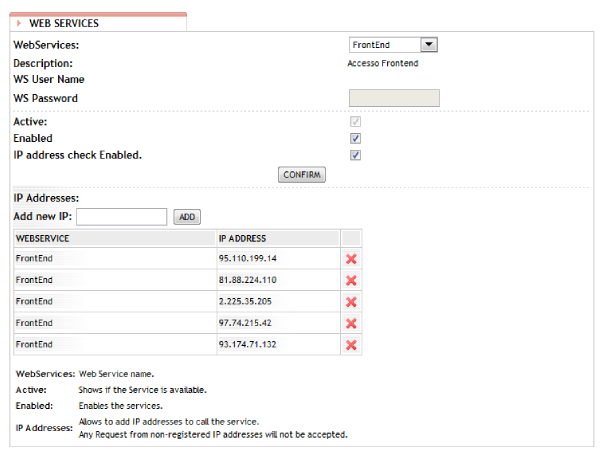 WEB SERVICES
WebServices: FrontEnd
Description: Accesso Frontend
WS User Name
WS Password
Active:
Enabled
IP address check Enabled.
CONFIRM
IP Addresses:
Add new IP: ADD
WEBSERVICE IP ADDRESS
FrontEnd 95.110.199.14
FrontEnd 81.88.224.110
FrontEnd 2.225.35.205
FrontEnd 97.74.215.42
FrontEnd 93.174.71.132
WebServices: Web Service name.
Active: Shows if the Service is available.
Enabled: Enables the services.
IP Addresses: Allows to add IP addresses to call the service.
Any Request from non-registered IP addresses will not be accepted.